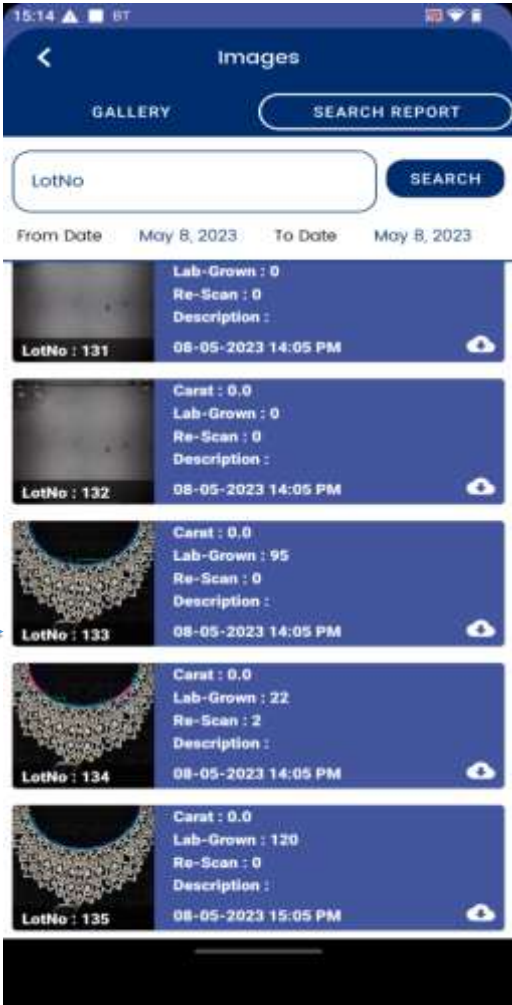 15:14 BT
Images
GALLERY SEARCH REPORT
LotNo SEARCH
From Date May 8, 2023 To Date May 8, 2023
Lab-Grown : 0
Re-Scan : 0
Description :
LotNo : 131 08-05-2023 14:05 PM
Carat : 0.0
Lab-Grown : 0
Re-Scan : 0
Description :
LotNo : 132 08-05-2023 14:05 PM
Carat : 0.0
Lab-Grown : 95
Re-Scan : 0
Description :
LotNo : 133 08-05-2023 14:05 PM
Carat : 0.0
Lab-Grown : 22
Re-Scan : 2
Description :
LotNo : 134 08-05-2023 14:05 PM
Carat : 0.0
Lab-Grown : 120
Re-Scan : 0
Description :
LotNo : 135 08-05-2023 15:05 PM